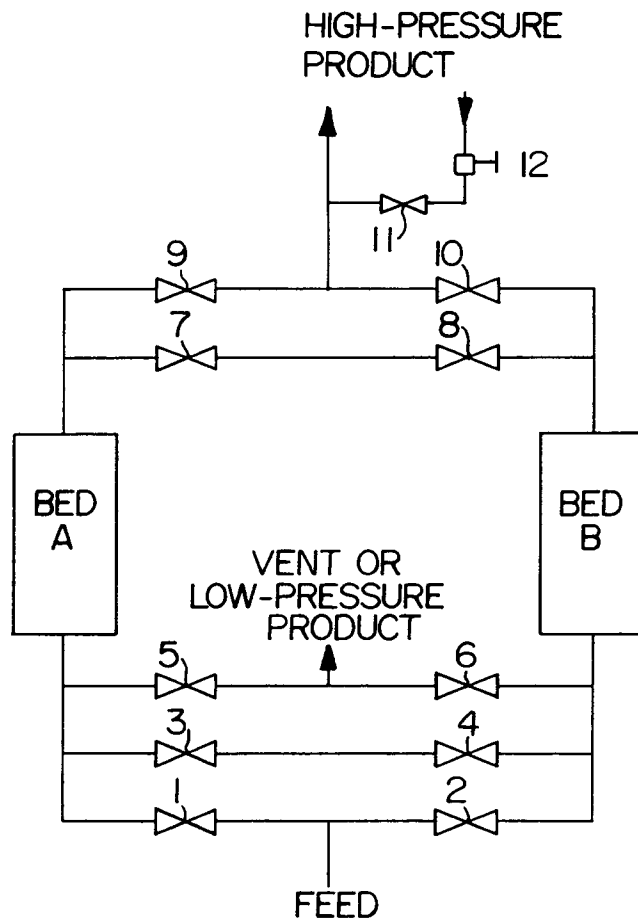 HIGH-PRESSURE
PRODUCT
12
11
9
10
7
8
BED
A
BED
B
VENT OR
LOW-PRESSURE
PRODUCT
5
6
3
4
1
2
FEED